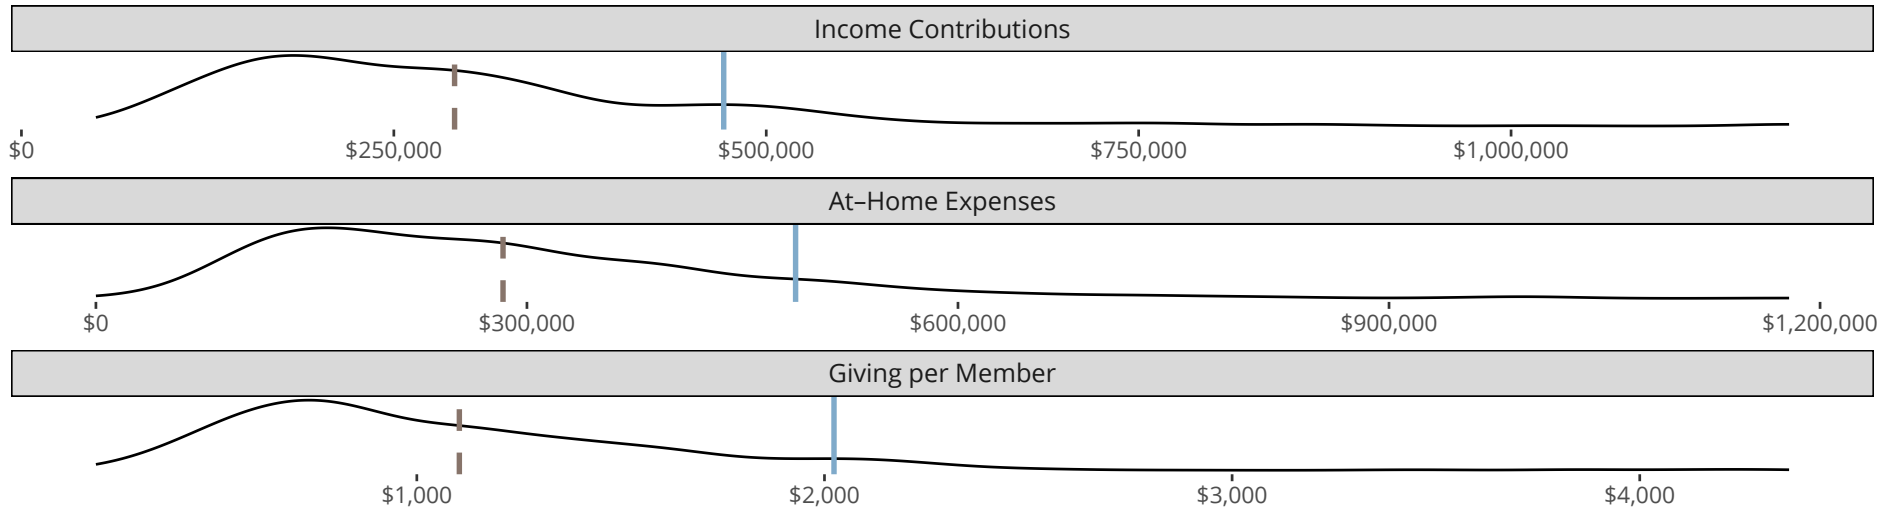 Income Contributions
$0 $250,000 $500,000 $750,000 $1,000,000
At–Home Expenses
$0 $300,000 $600,000 $900,000 $1,200,000
Giving per Member
$1,000 $2,000 $3,000 $4,000